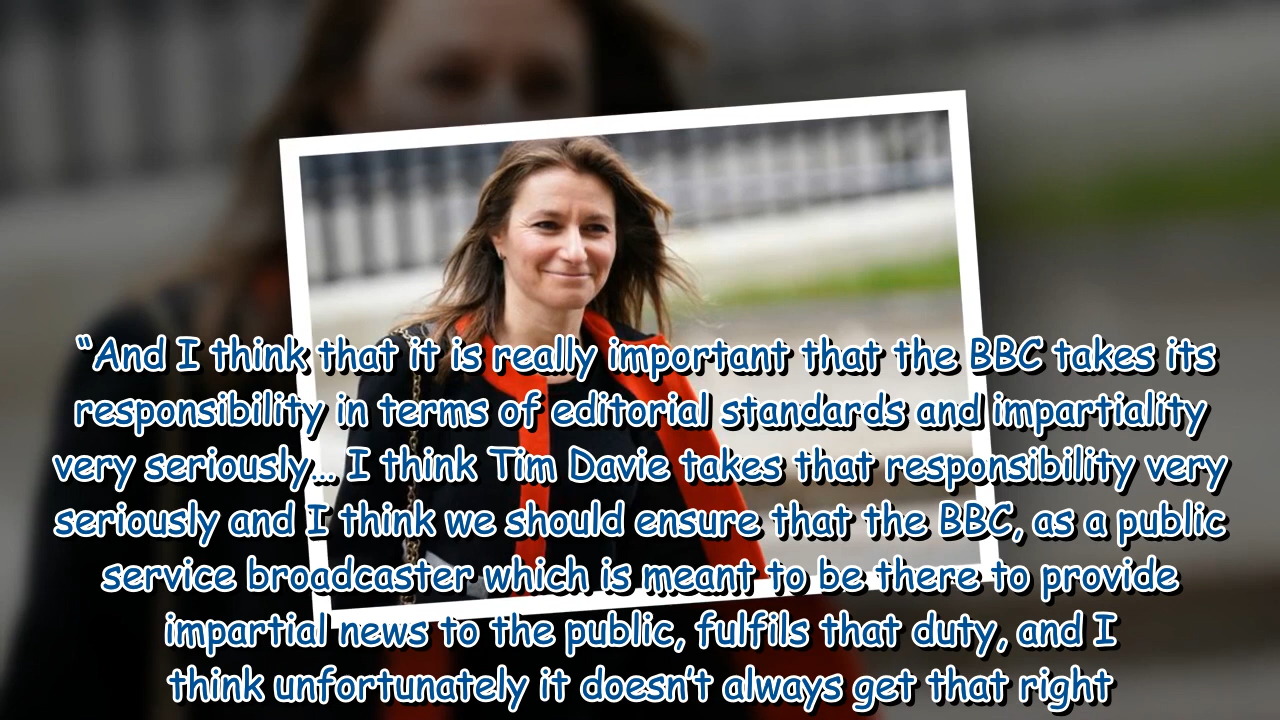 “And I think that it is really important that the BBC takes its
responsibility in terms of editorial standards and impartiality
very seriously... I think Tim Davie takes that responsibility very
seriously and I think we should ensure that the BBC, as a public
service broadcaster which is meant to be there to provide
impartial news to the public, fulfils that duty, and I
think unfortunately it doesn’t always get that right